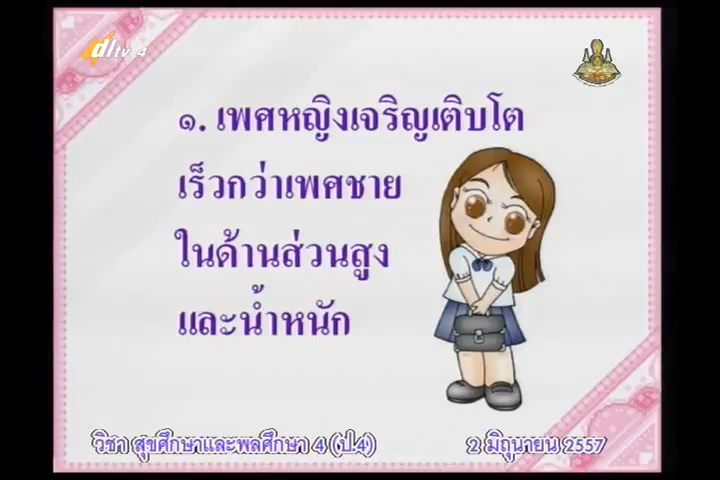 dltv 4
๑. เพศหญิงเจริญเติบโต
เร็วกว่าเพศชาย
ในด้านส่วนสูง
และน้ำหนัก
วิชา สุขศึกษาและพลศึกษา 4 (ป.4) 2 มิถุนายน 2557